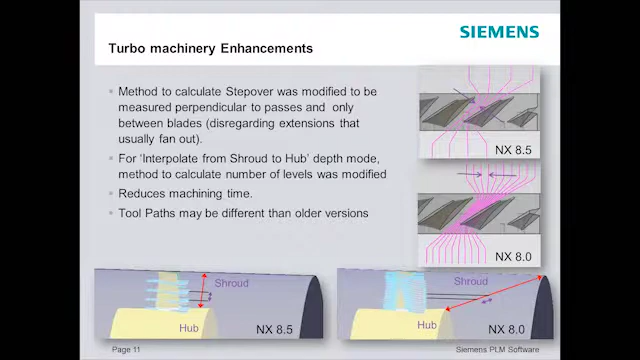 SIEMENS
Turbo machinery Enhancements
Method to calculate Stepover was modified to be
measured perpendicular to passes and only
between blades (disregarding extensions that
usually fan out).
For ‘Interpolate from Shroud to Hub’ depth mode,
method to calculate number of levels was modified
Reduces machining time.
Tool Paths may be different than older versions
NX 8.5
NX 8.0
Shroud
Hub
NX 8.5
Shroud
Hub
NX 8.0
Page 11
Siemens PLM Software